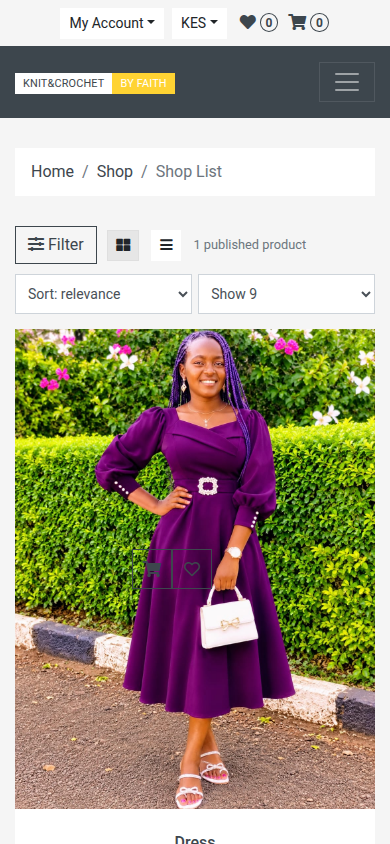 My Account KES 0 0
KNIT&CROCHET BY FAITH
Home / Shop / Shop List
Filter 1 published product
Sort: relevance Show 9
Dress